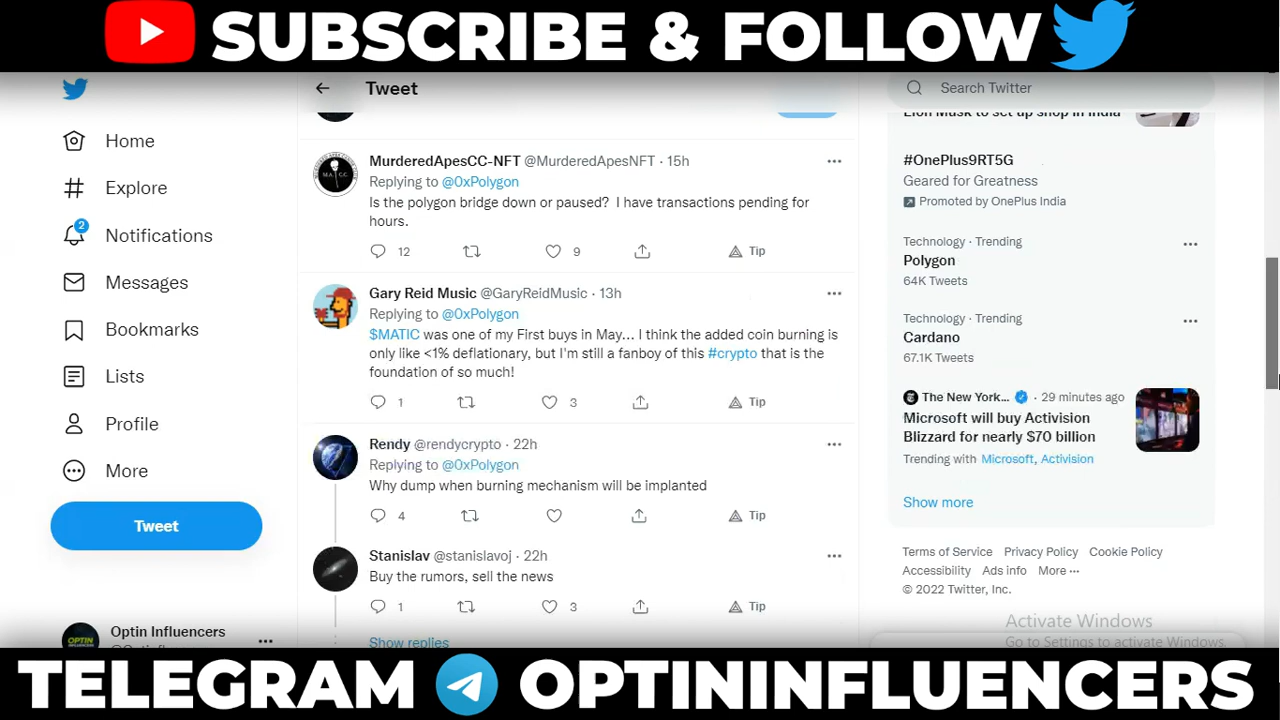 SUBSCRIBE & FOLLOW
Home
Explore
2
Notifications
Messages
Bookmarks
Lists
Profile
More
Tweet
Optin Influencers
Tweet
MurderedApesCC-NFT @MurderedApesNFT · 15h
Replying to @0xPolygon
Is the polygon bridge down or paused? I have transactions pending for
hours.
12 9 Tip
Gary Reid Music @GaryReidMusic · 13h
Replying to @0xPolygon
$MATIC was one of my First buys in May... I think the added coin burning is
only like <1% deflationary, but I'm still a fanboy of this #crypto that is the
foundation of so much!
1 3 Tip
Rendy @rendycrypto · 22h
Replying to @0xPolygon
Why dump when burning mechanism will be implanted
4 Tip
Stanislav @stanislavoj · 22h
Buy the rumors, sell the news
1 3 Tip
Show replies
Search Twitter
Elon Musk to set up shop in India
#OnePlus9RT5G
Geared for Greatness
Promoted by OnePlus India
Technology · Trending
Polygon
64K Tweets
Technology · Trending
Cardano
67.1K Tweets
The New York... · 29 minutes ago
Microsoft will buy Activision
Blizzard for nearly $70 billion
Trending with Microsoft, Activision
Show more
Terms of Service Privacy Policy Cookie Policy
Accessibility Ads info More ···
© 2022 Twitter, Inc.
Activate Windows
Go to Settings to activate Windows.
TELEGRAM OPTININFLUENCERS